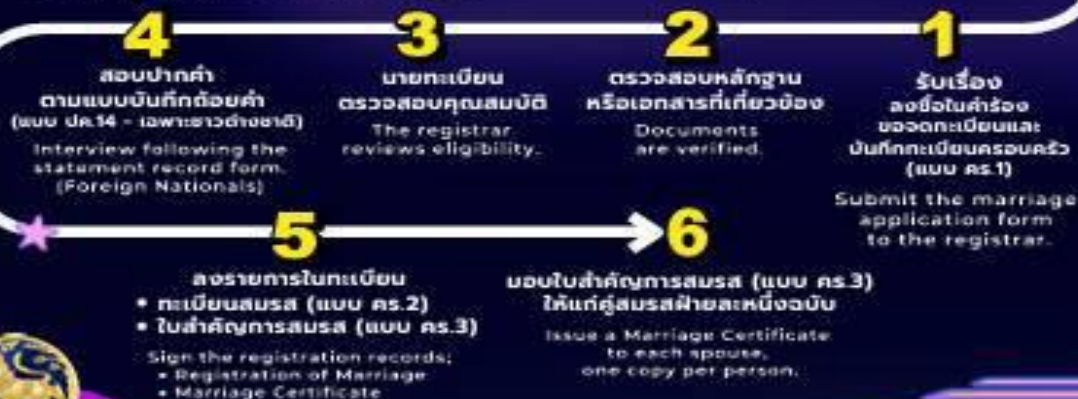 1
รับเรื่อง
ลงชื่อในคำร้อง
ขอจดทะเบียนและ
บันทึกทะเบียนครอบครัว
(แบบ คร.1)
Submit the marriage
application form
to the registrar.
2
ตรวจสอบหลักฐาน
หรือเอกสารที่เกี่ยวข้อง
Documents
are verified.
3
นายทะเบียน
ตรวจสอบคุณสมบัติ
The registrar
reviews eligibility.
4
สอบปากคำ
ตามแบบบันทึกถ้อยคำ
(แบบ ปค.14 - เฉพาะชาวต่างชาติ)
Interview following the
statement record form.
(Foreign Nationals)
5
ลงรายการในทะเบียน
• ทะเบียนสมรส (แบบ คร.2)
• ใบสำคัญการสมรส (แบบ คร.3)
Sign the registration records;
• Registration of Marriage
• Marriage Certificate
6
มอบใบสำคัญการสมรส (แบบ คร.3)
ให้แก่คู่สมรสฝ่ายละหนึ่งฉบับ
Issue a Marriage Certificate
to each spouse,
one copy per person.